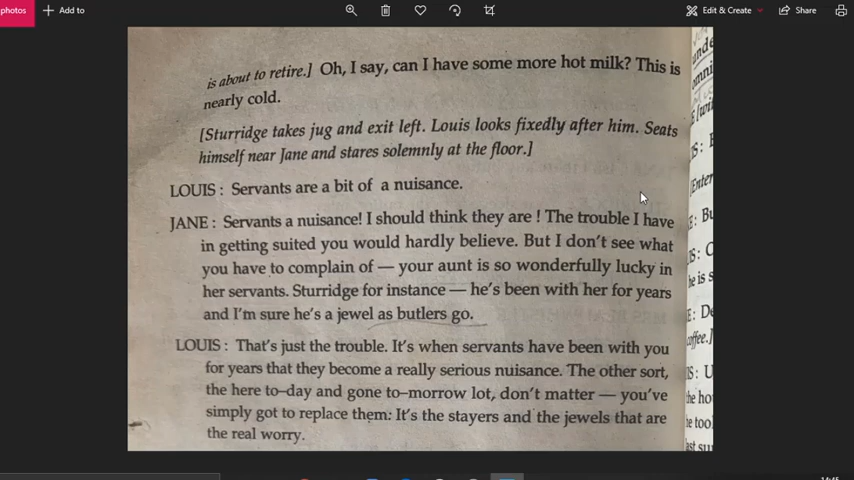 photos
Add to
Edit & Create
Share
is about to retire.] Oh, I say, can I have some more hot milk? This is
nearly cold.
[Sturridge takes jug and exit left. Louis looks fixedly after him. Seats
himself near Jane and stares solemnly at the floor.]
LOUIS : Servants are a bit of a nuisance.
JANE : Servants a nuisance! I should think they are ! The trouble I have
in getting suited you would hardly believe. But I don't see what
you have to complain of — your aunt is so wonderfully lucky in
her servants. Sturridge for instance — he's been with her for years
and I'm sure he's a jewel as butlers go.
LOUIS : That's just the trouble. It's when servants have been with you
for years that they become a really serious nuisance. The other sort,
the here to–day and gone to–morrow lot, don't matter — you've
simply got to replace them: It's the stayers and the jewels that are
the real worry.